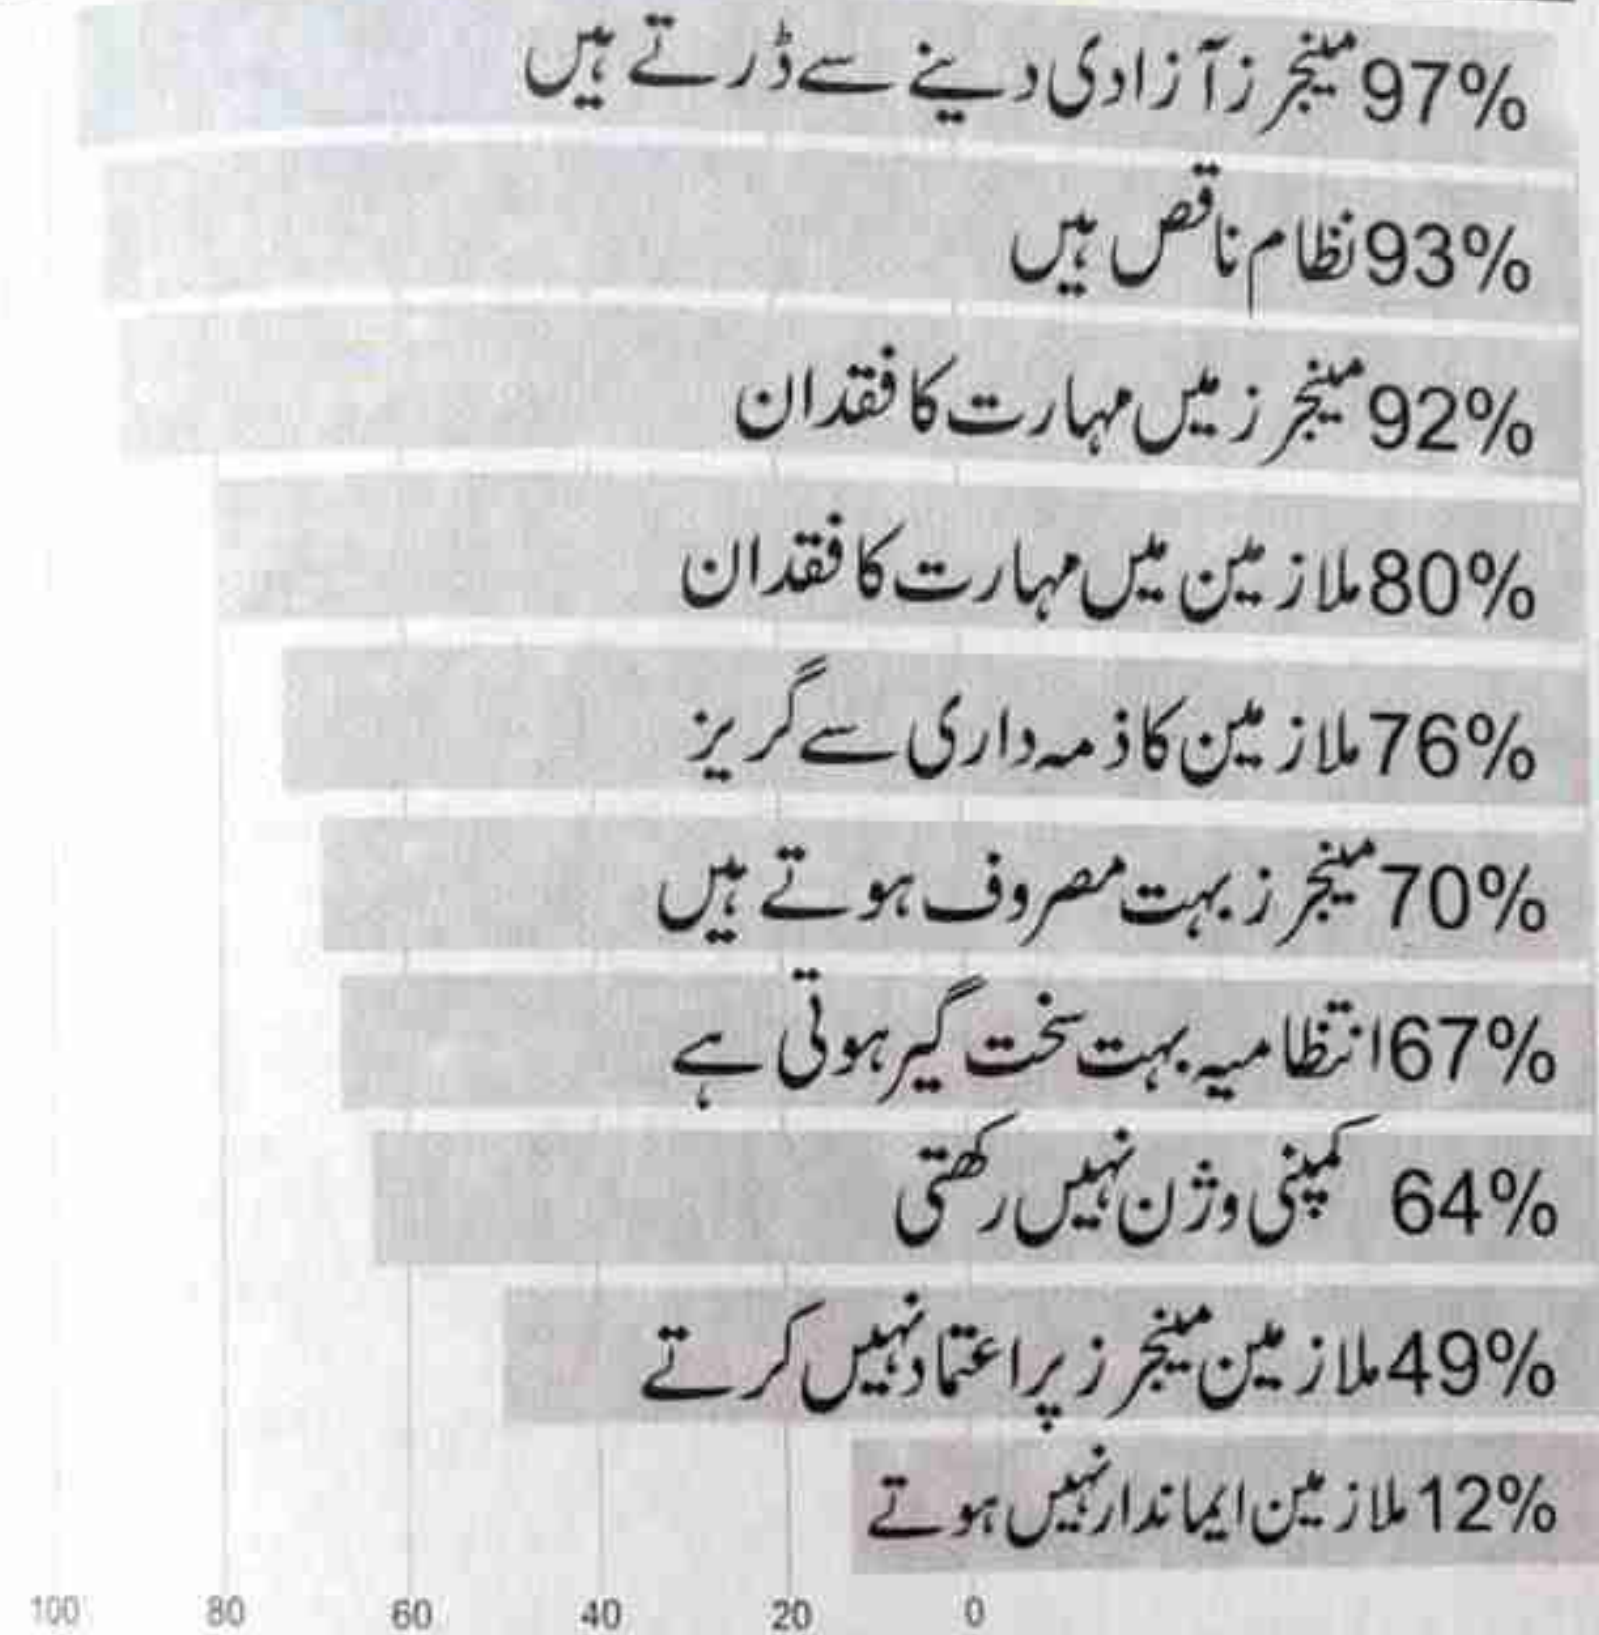 97% مینجرز آزادی دینے سے ڈرتے ہیں
93% نظام ناقص ہیں
92% مینجرز میں مہارت کا فقدان
80% ملازمین میں مہارت کا فقدان
76% ملازمین کا ذمہ داری سے گریز
70% مینجرز بہت مصروف ہوتے ہیں
67% انتظامیہ بہت سخت گیر ہوتی ہے
64% کمپنی وژن نہیں رکھتی
49% ملازمین مینجرز پر اعتماد نہیں کرتے
12% ملازمین ایماندار نہیں ہوتے
100 80 60 40 20 0